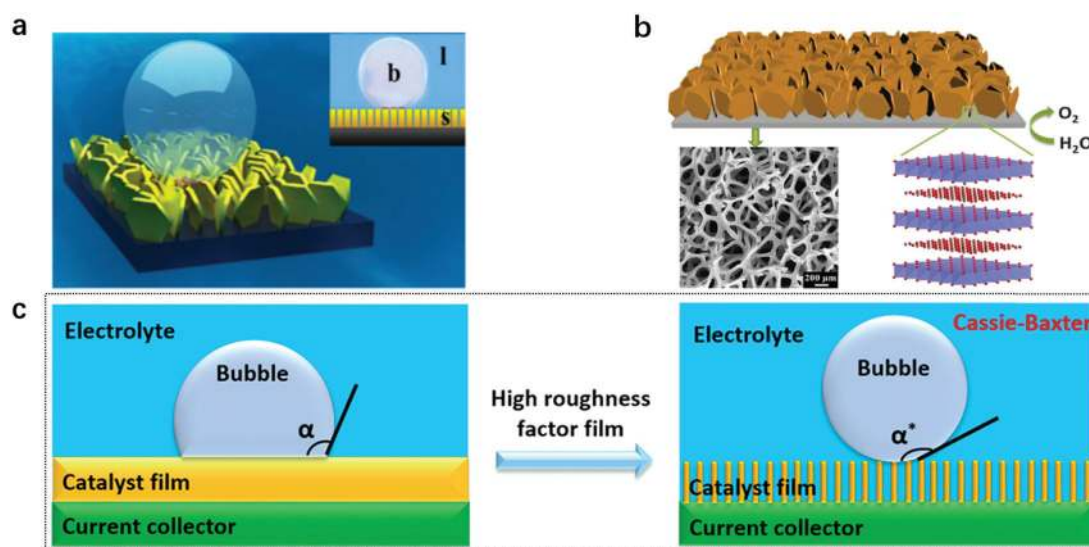 a
l
b
s
b
O₂
H₂O
200 μm
c
Electrolyte
Bubble
α
Catalyst film
Current collector
High roughness
factor film
Cassie-Baxter
Electrolyte
Bubble
α*
Catalyst film
Current collector